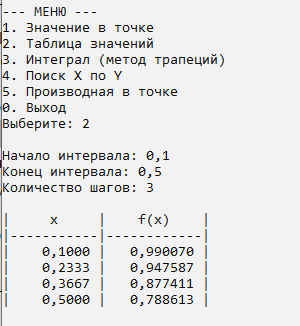 --- МЕНЮ ---
1. Значение в точке
2. Таблица значений
3. Интеграл (метод трапеций)
4. Поиск X по Y
5. Производная в точке
0. Выход
Выберите: 2
Начало интервала: 0,1
Конец интервала: 0,5
Количество шагов: 3
|     x     |    f(x)    |
|-----------|------------|
|    0,1000 |   0,990070 |
|    0,2333 |   0,947587 |
|    0,3667 |   0,877411 |
|    0,5000 |   0,788613 |